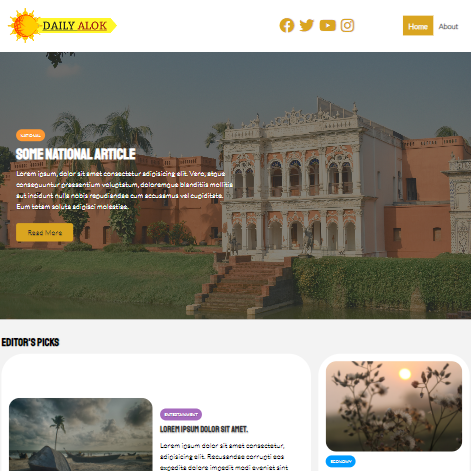 DAILY ALOK
Home
About
NATIONAL
SOME NATIONAL ARTICLE
Lorem ipsum, dolor sit amet consectetur adipisicing elit. Vero, atque
consequuntur praesentium voluptatum, doloremque blanditiis mollitia
aut incidunt nulla nobis repudiandae cum accusamus vel cupiditate.
Eum totam soluta adipisci molestiae.
Read More
EDITOR'S PICKS
ENTERTAINMENT
LOREM IPSUM DOLOR SIT AMET.
Lorem ipsum dolor sit amet consectetur,
adipisicing elit. Recusandae corrupti eos
expedita dolore impedit modi eveniet sint
ECONOMY